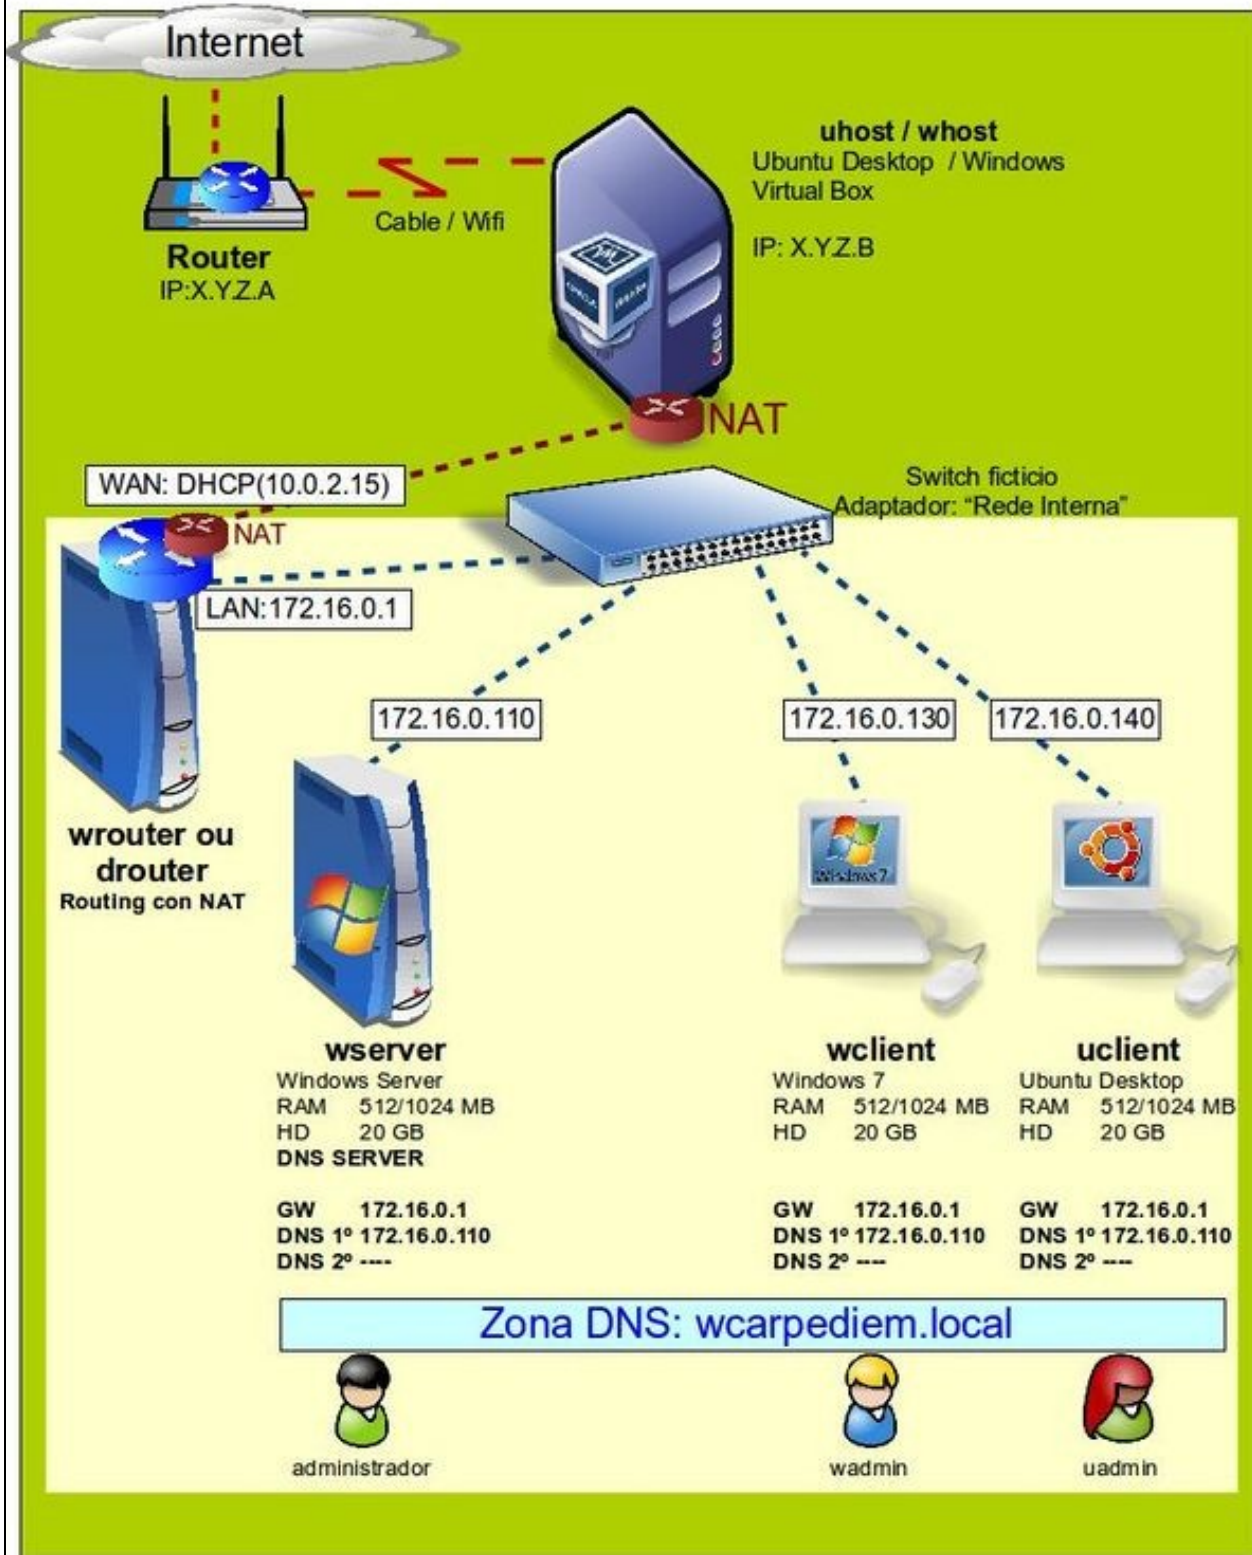 Internet
uhost / whost
Ubuntu Desktop / Windows
Virtual Box
IP: X.Y.Z.B
Cable / Wifi
Router
IP:X.Y.Z.A
NAT
WAN: DHCP(10.0.2.15)
Switch ficticio
Adaptador: “Rede Interna”
NAT
LAN:172.16.0.1
172.16.0.110
172.16.0.130
172.16.0.140
wrouter ou
drouter
Routing con NAT
Windows 7
wserver
Windows Server
RAM 512/1024 MB
HD 20 GB
DNS SERVER
GW 172.16.0.1
DNS 1º 172.16.0.110
DNS 2º ----
wclient
Windows 7
RAM 512/1024 MB
HD 20 GB
GW 172.16.0.1
DNS 1º 172.16.0.110
DNS 2º ----
uclient
Ubuntu Desktop
RAM 512/1024 MB
HD 20 GB
GW 172.16.0.1
DNS 1º 172.16.0.110
DNS 2º ----
Zona DNS: wcarpediem.local
administrador
wadmin
uadmin